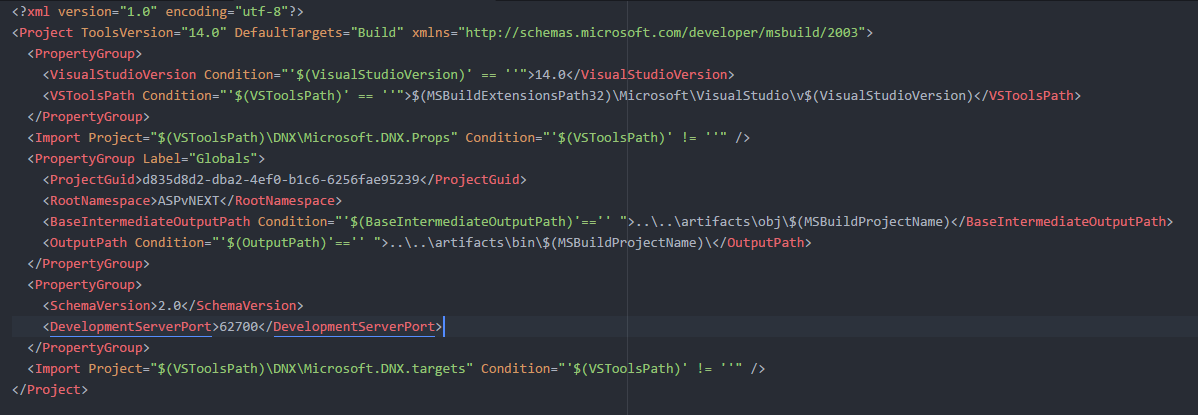 <?xml version="1.0" encoding="utf-8"?>
<Project ToolsVersion="14.0" DefaultTargets="Build" xmlns="http://schemas.microsoft.com/developer/msbuild/2003">
  <PropertyGroup>
    <VisualStudioVersion Condition="'$(VisualStudioVersion)' == ''">14.0</VisualStudioVersion>
    <VSToolsPath Condition="'$(VSToolsPath)' == ''">$(MSBuildExtensionsPath32)\Microsoft\VisualStudio\v$(VisualStudioVersion)</VSToolsPath>
  </PropertyGroup>
  <Import Project="$(VSToolsPath)\DNX\Microsoft.DNX.Props" Condition="'$(VSToolsPath)' != ''" />
  <PropertyGroup Label="Globals">
    <ProjectGuid>d835d8d2-dba2-4ef0-b1c6-6256fae95239</ProjectGuid>
    <RootNamespace>ASPvNEXT</RootNamespace>
    <BaseIntermediateOutputPath Condition="'$(BaseIntermediateOutputPath)'=='' ">..\..\artifacts\obj\$(MSBuildProjectName)</BaseIntermediateOutputPath>
    <OutputPath Condition="'$(OutputPath)'=='' ">..\..\artifacts\bin\$(MSBuildProjectName)\</OutputPath>
  </PropertyGroup>
  <PropertyGroup>
    <SchemaVersion>2.0</SchemaVersion>
    <DevelopmentServerPort>62700</DevelopmentServerPort>
  </PropertyGroup>
  <Import Project="$(VSToolsPath)\DNX\Microsoft.DNX.targets" Condition="'$(VSToolsPath)' != ''" />
</Project>